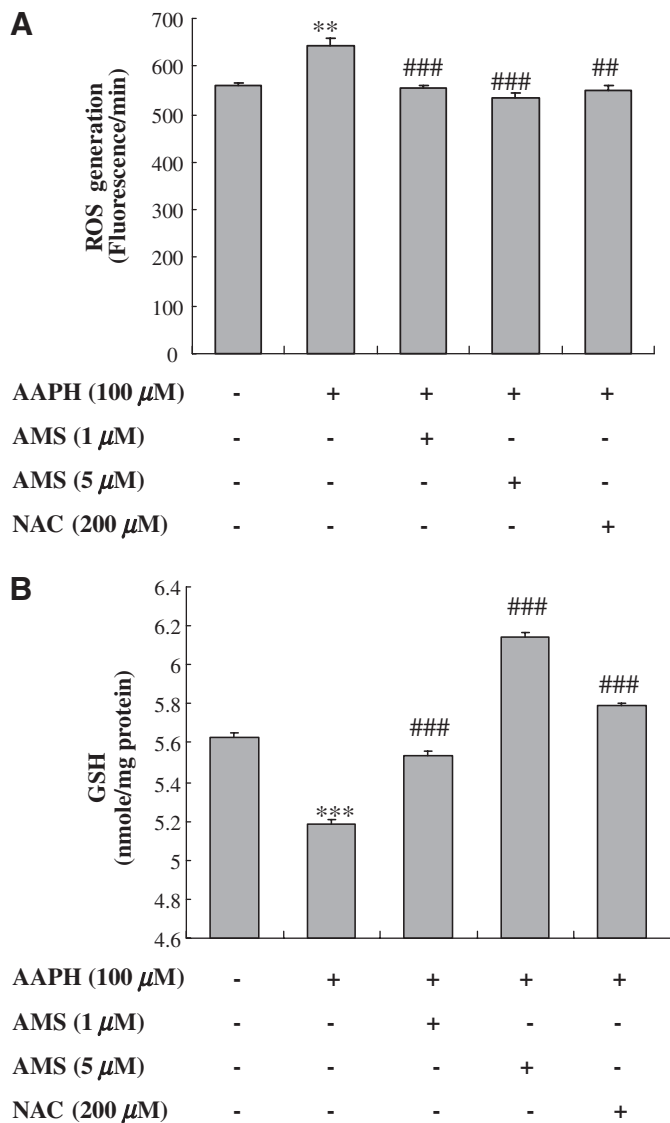 A
ROS generation
(Fluorescence/min)
700
600
500
400
300
200
100
0
**
###
###
##
AAPH (100 μM) - + + + +
AMS (1 μM) - - + - -
AMS (5 μM) - - - + -
NAC (200 μM) - - - - +
B
GSH
(nmole/mg protein)
6.4
6.2
6
5.8
5.6
5.4
5.2
5
4.8
4.6
***
###
###
###
AAPH (100 μM) - + + + +
AMS (1 μM) - - + - -
AMS (5 μM) - - - + -
NAC (200 μM) - - - - +